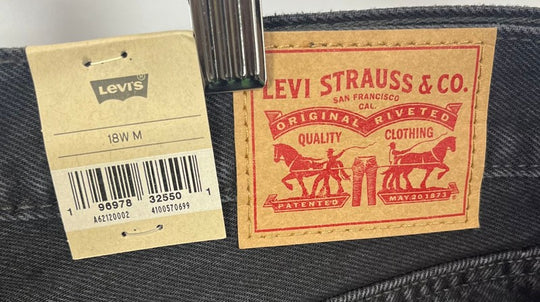 Levi's
18W M
1 96978 32550 1
A62120002 4100570699
LEVI STRAUSS & CO.
SAN FRANCISCO
CAL.
ORIGINAL RIVETED
QUALITY CLOTHING
PATENTED MAY 20 1873